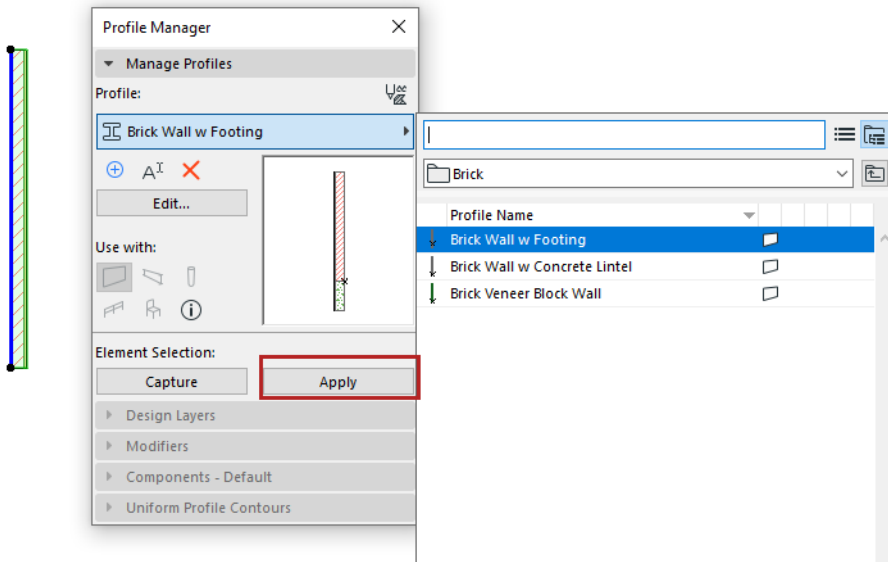 Profile Manager
Manage Profiles
Profile:
Brick Wall w Footing
A
Edit...
Use with:
Element Selection:
Capture
Apply
Design Layers
Modifiers
Components - Default
Uniform Profile Contours
Brick
Profile Name
Brick Wall w Footing
Brick Wall w Concrete Lintel
Brick Veneer Block Wall